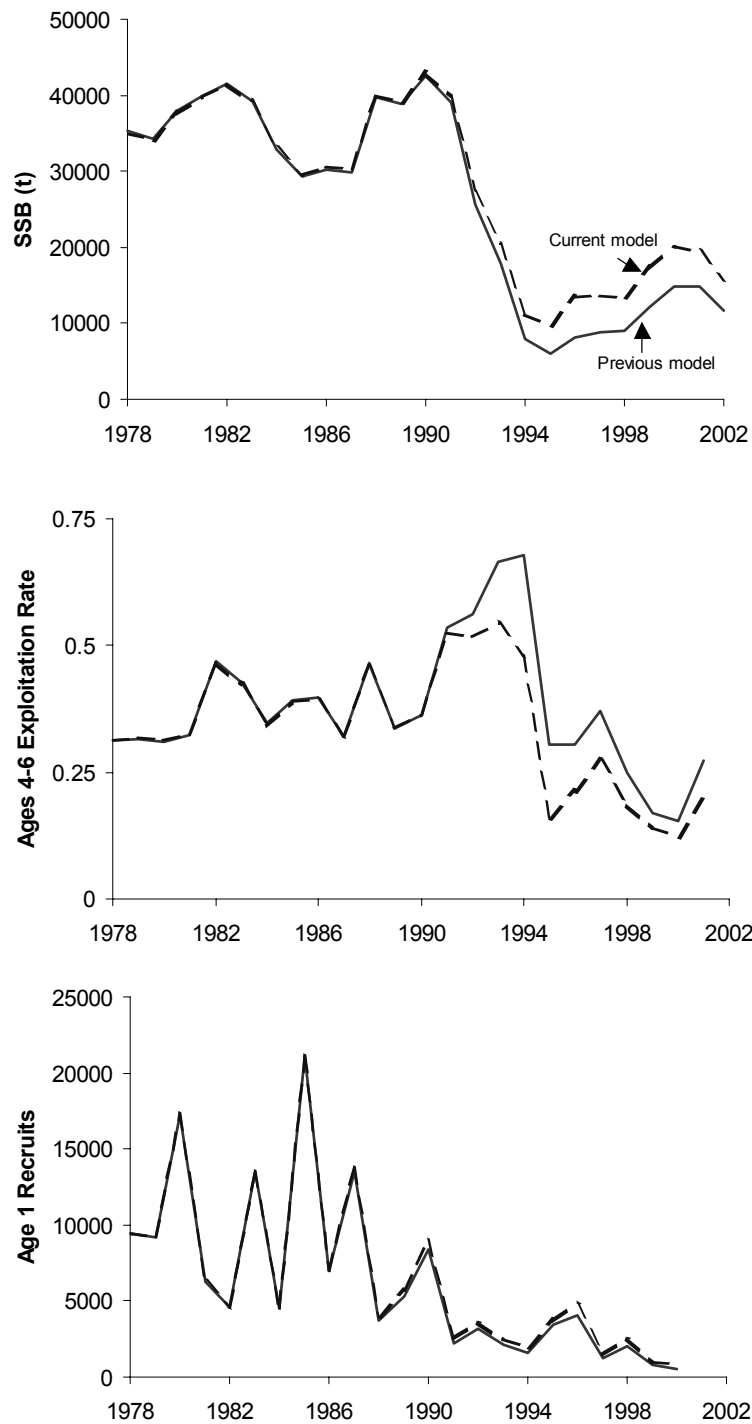 50000
40000
30000
20000
10000
0
SSB (t)
Current model
Previous model
1978 1982 1986 1990 1994 1998 2002
0.75
0.5
0.25
0
Ages 4-6 Exploitation Rate
1978 1982 1986 1990 1994 1998 2002
25000
20000
15000
10000
5000
0
Age 1 Recruits
1978 1982 1986 1990 1994 1998 2002